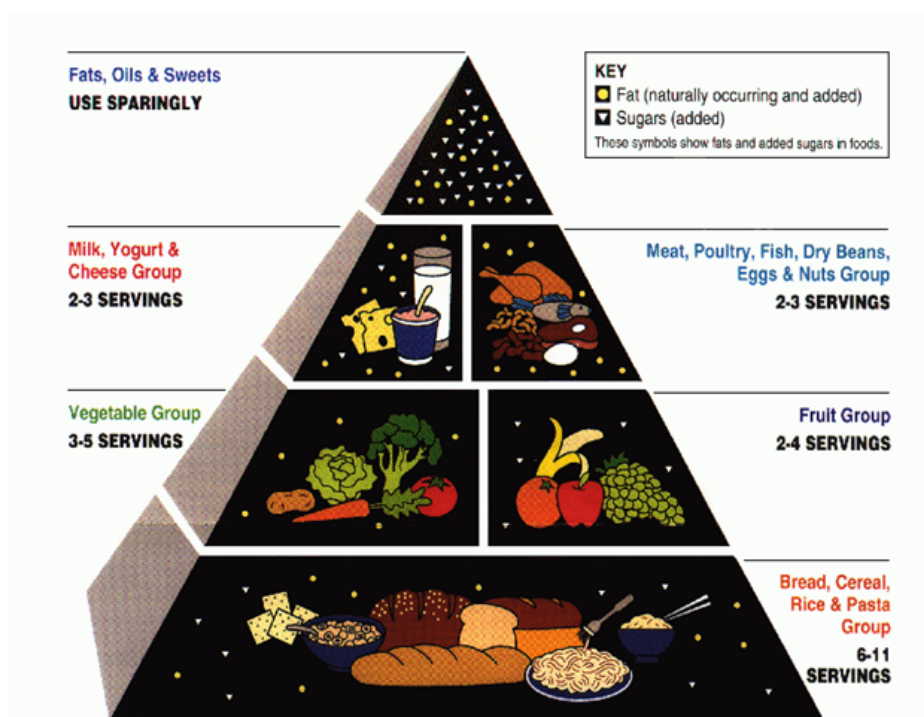 Fats, Oils & Sweets
USE SPARINGLY
KEY
Fat (naturally occurring and added)
Sugars (added)
These symbols show fats and added sugars in foods.
Milk, Yogurt &
Cheese Group
2-3 SERVINGS
Meat, Poultry, Fish, Dry Beans,
Eggs & Nuts Group
2-3 SERVINGS
Vegetable Group
3-5 SERVINGS
Fruit Group
2-4 SERVINGS
Bread, Cereal,
Rice & Pasta
Group
6-11
SERVINGS